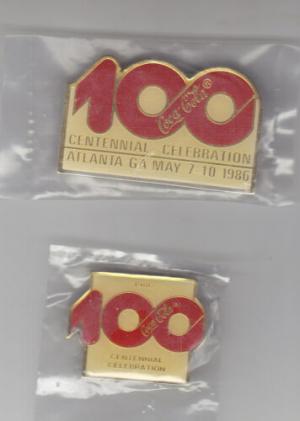 100
Coca-Cola®
CENTENNIAL CELEBRATION
ATLANTA GA MAY 7-10 1986
100
Coca-Cola
CENTENNIAL
CELEBRATION